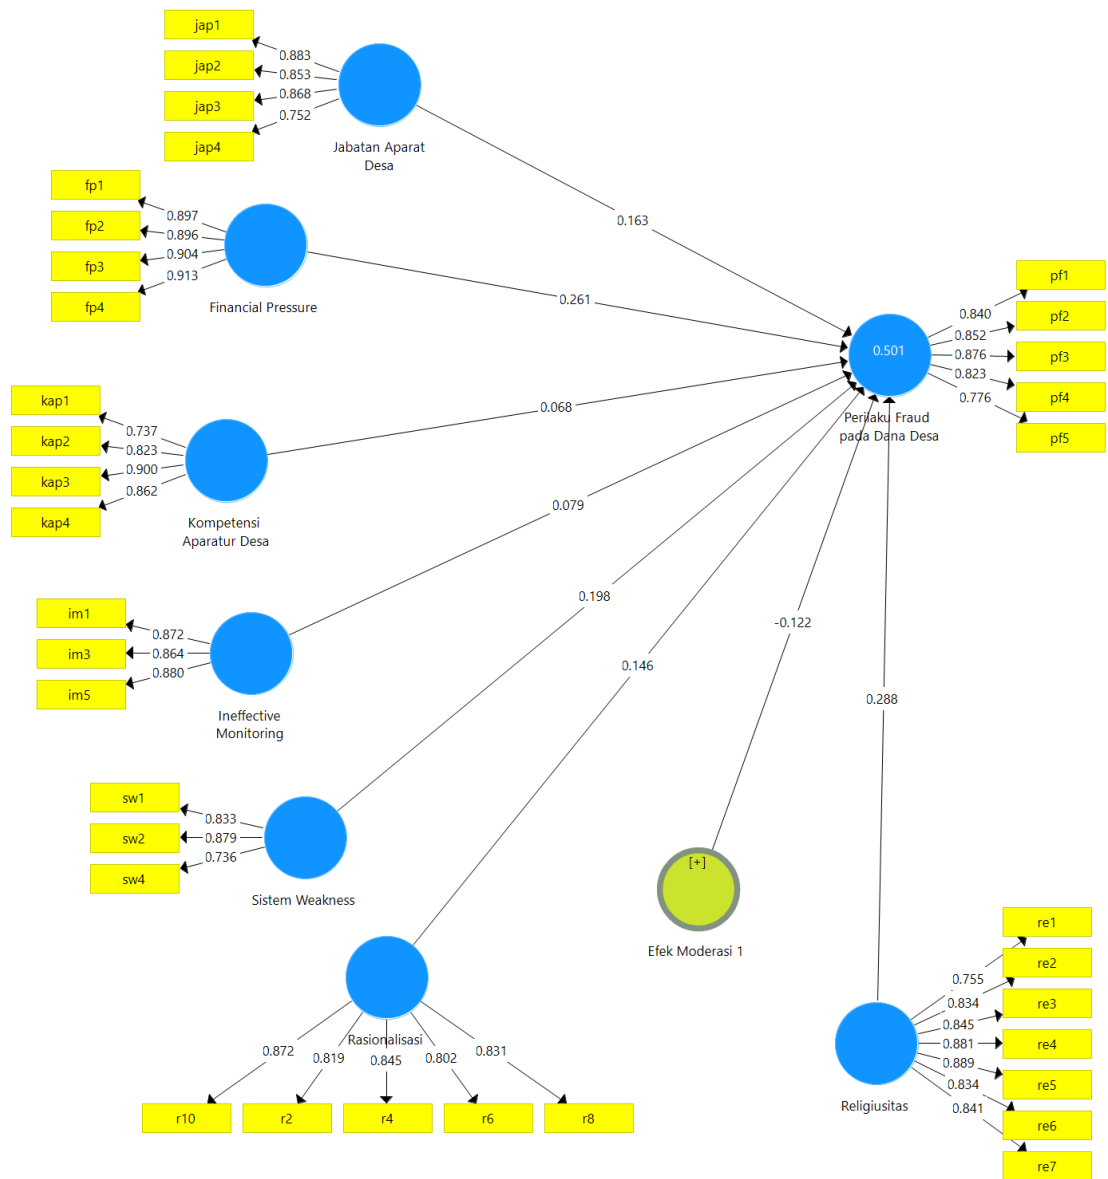 jap1
jap2
jap3
jap4
0.883
0.853
0.868
0.752
Jabatan Aparat
Desa
fp1
fp2
fp3
fp4
0.897
0.896
0.904
0.913
Financial Pressure
kap1
kap2
kap3
kap4
0.737
0.823
0.900
0.862
Kompetensi
Aparatur Desa
im1
im3
im5
0.872
0.864
0.880
Ineffective
Monitoring
sw1
sw2
sw4
0.833
0.879
0.736
Sistem Weakness
Rasionalisasi
0.872
0.819
0.845
0.802
0.831
r10
r2
r4
r6
r8
0.163
0.261
0.068
0.079
0.198
0.146
-0.122
0.288
[+]
Efek Moderasi 1
0.501
Perilaku Fraud
pada Dana Desa
0.840
0.852
0.876
0.823
0.776
pf1
pf2
pf3
pf4
pf5
Religiusitas
0.755
0.834
0.845
0.881
0.889
0.834
0.841
re1
re2
re3
re4
re5
re6
re7